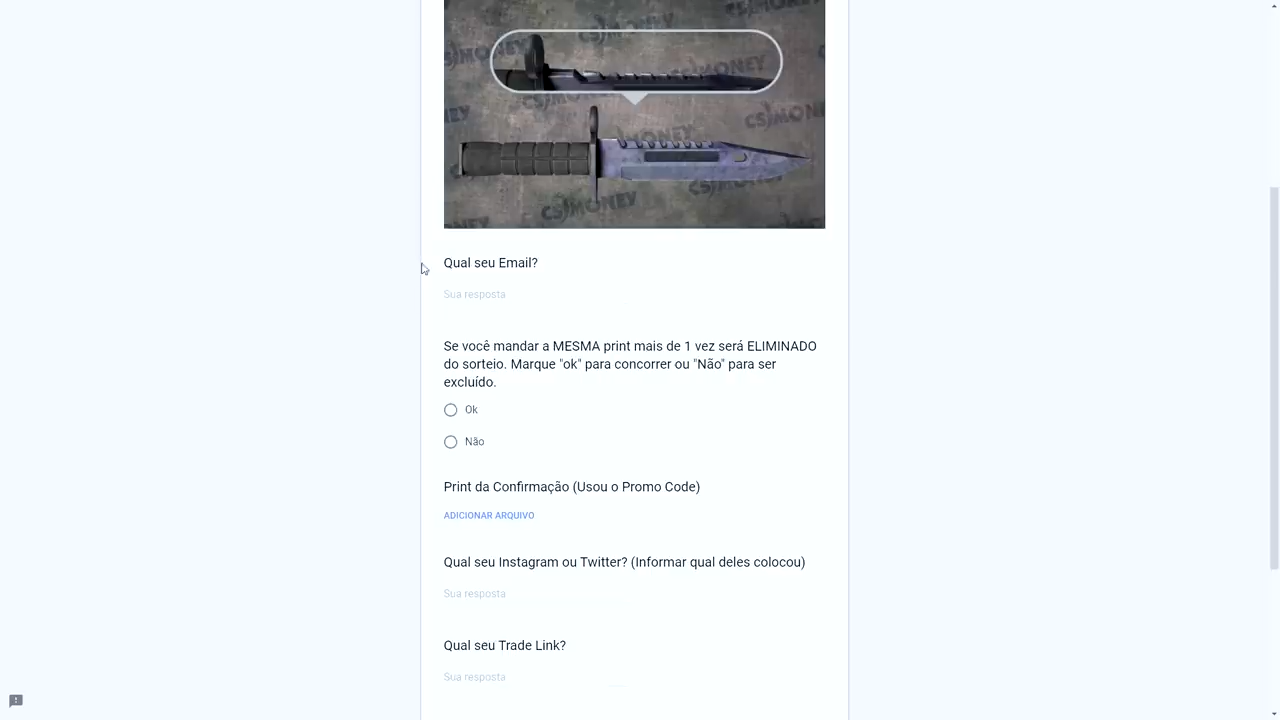 CS)MONEY
CS)MONEY
CS)MONEY
CS)MONEY
Qual seu Email?
Sua resposta
Se você mandar a MESMA print mais de 1 vez será ELIMINADO
do sorteio. Marque "ok" para concorrer ou "Não" para ser
excluído.
Ok
Não
Print da Confirmação (Usou o Promo Code)
ADICIONAR ARQUIVO
Qual seu Instagram ou Twitter? (Informar qual deles colocou)
Sua resposta
Qual seu Trade Link?
Sua resposta